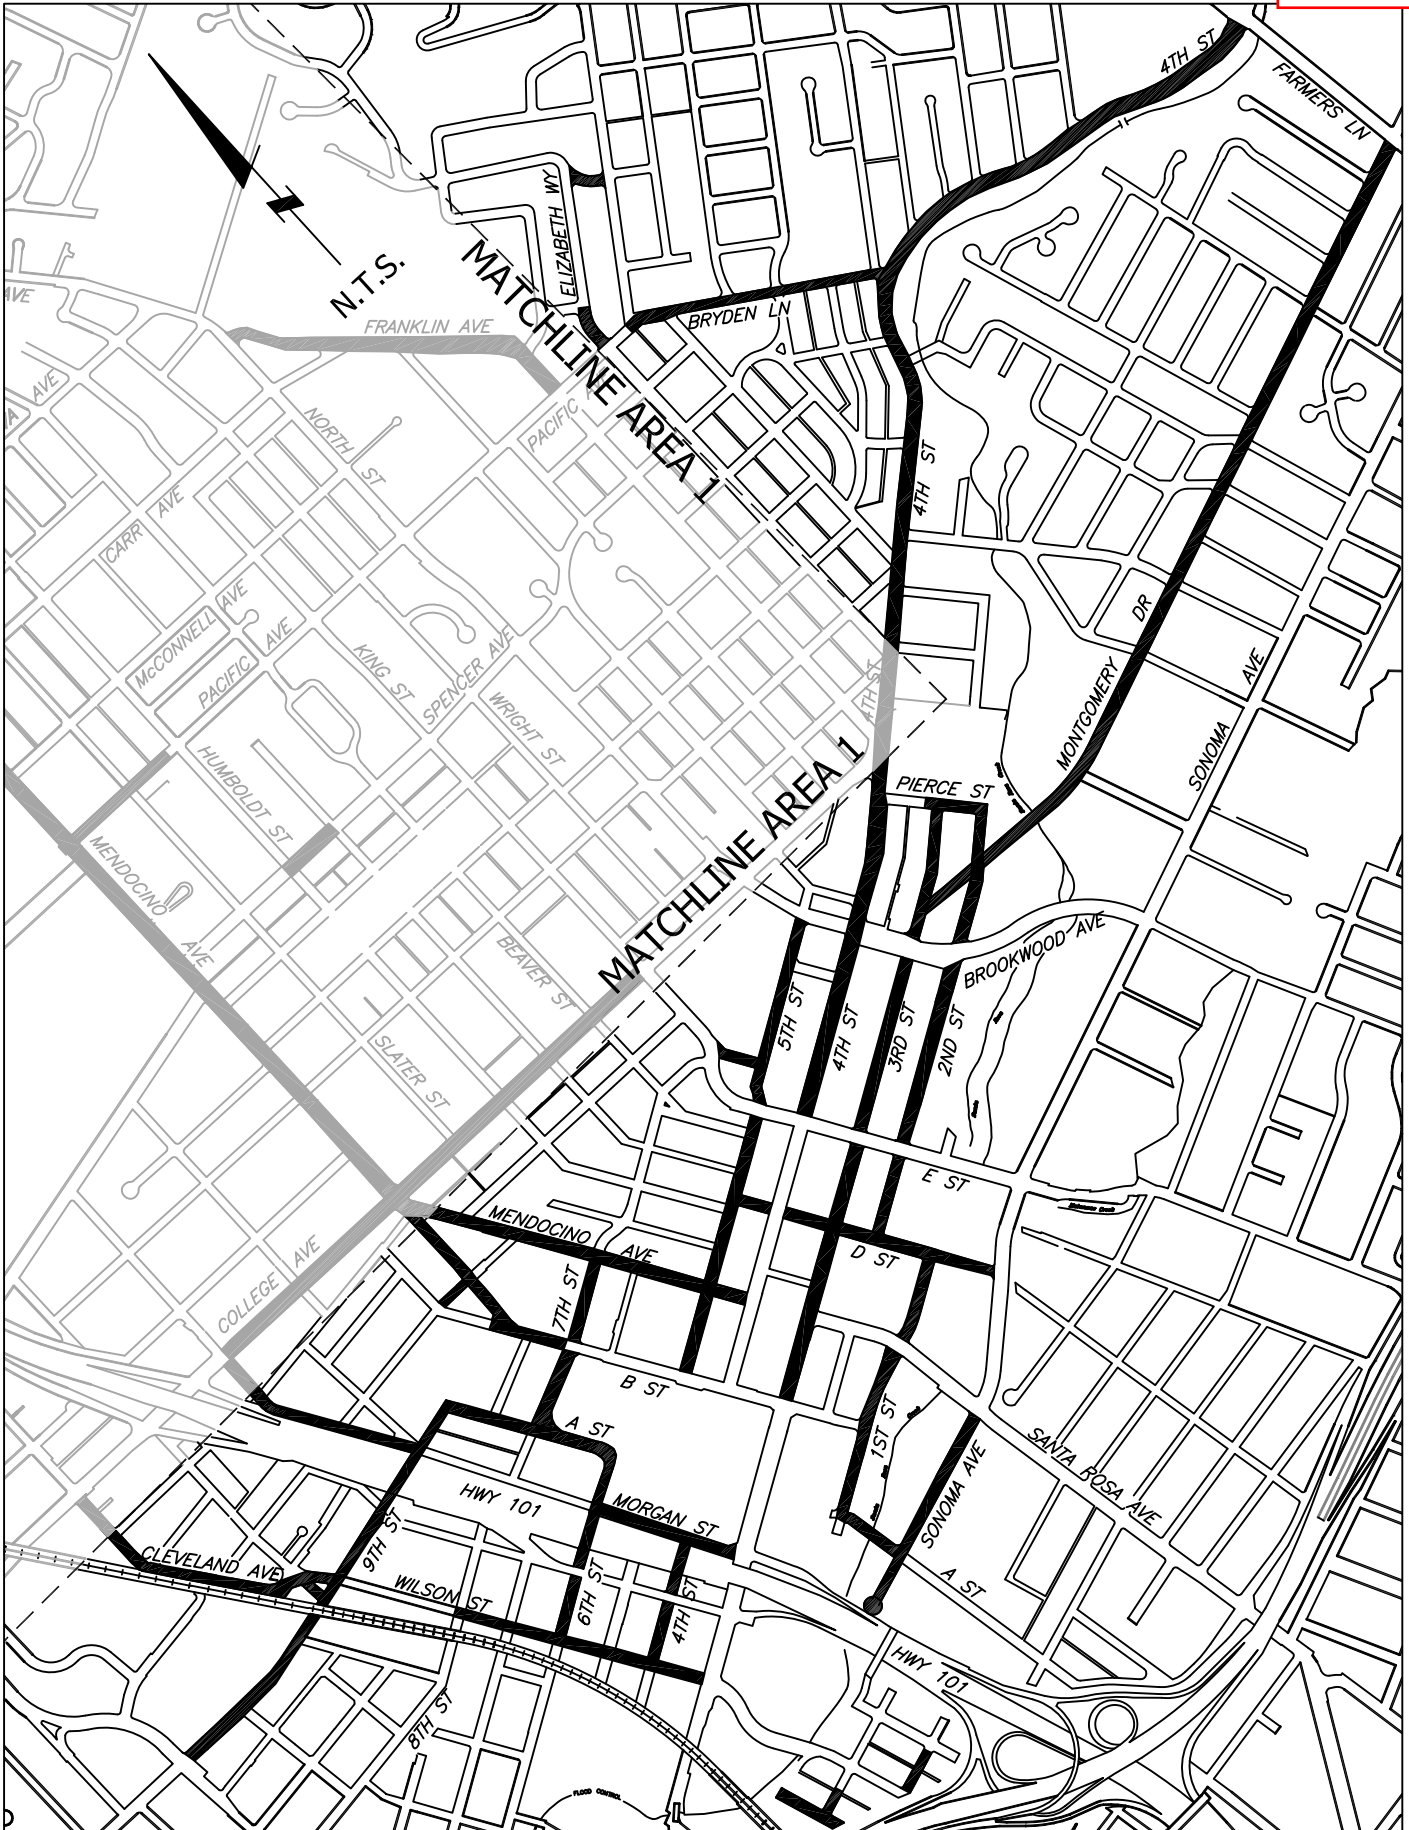 4TH ST
FARMERS LN
ELIZABETH WY
N.T.S.
MATCHLINE AREA 1
AVE
FRANKLIN AVE
BRYDEN LN
AVE
NORTH ST
PACIFIC
4TH ST
CARR AVE
McCONNELL AVE
PACIFIC AVE
KING ST
SPENCER AVE
WRIGHT ST
4TH ST
MONTGOMERY DR
SONOMA AVE
HUMBOLDT ST
MATCHLINE AREA 1
PIERCE ST
MENDOCINO AVE
BEAVER ST
BROOKWOOD AVE
SLATER ST
5TH ST
4TH ST
3RD ST
2ND ST
E ST
MENDOCINO AVE
D ST
COLLEGE AVE
7TH ST
B ST
A ST
1ST ST
SANTA ROSA AVE
SONOMA AVE
HWY 101
MORGAN ST
9TH ST
CLEVELAND AVE
WILSON ST
6TH ST
4TH ST
A ST
HWY 101
8TH ST
FLOOD CONTROL